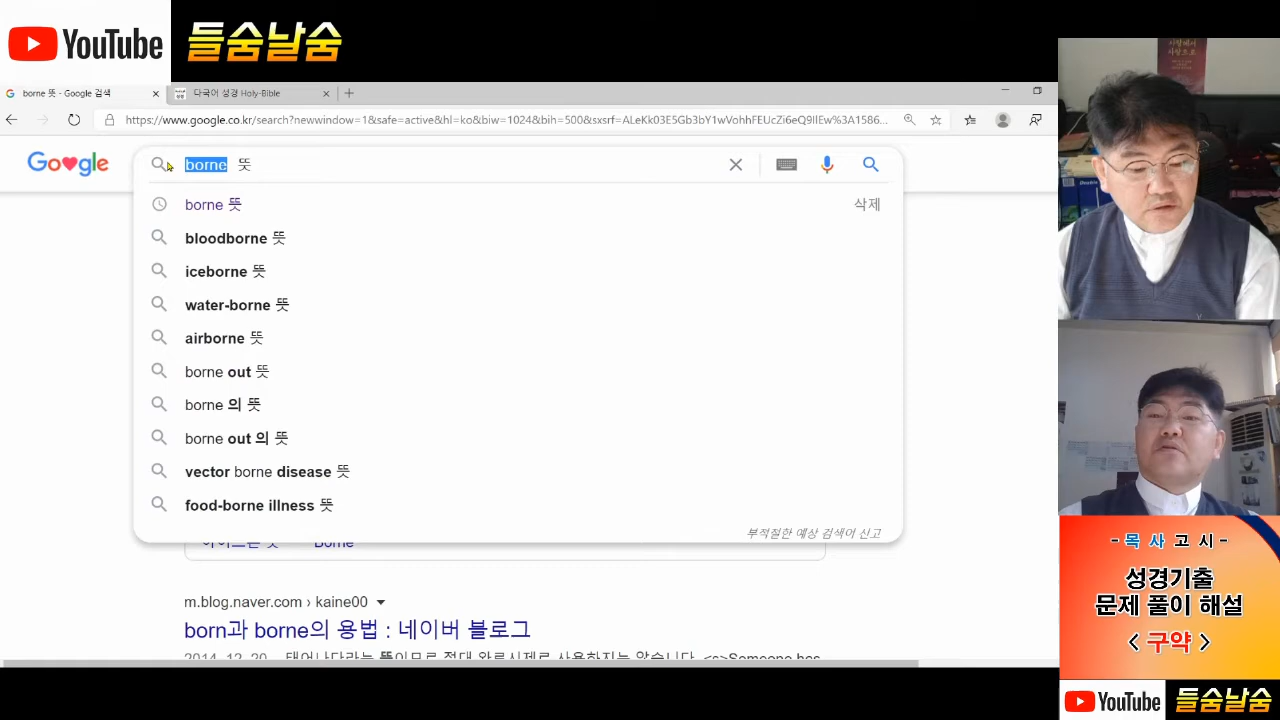 YouTube 들숨날숨
borne 뜻 - Google 검색
다국어 성경 Holy-Bible
https://www.google.co.kr/search?newwindow=1&safe=active&hl=ko&biw=1024&bih=500&sxsrf=ALeKk03E5Gb3bY1wVohhFEUcZi6eQ9IlEw%3A1586...
Google
borne 뜻
borne 뜻 삭제
bloodborne 뜻
iceborne 뜻
water-borne 뜻
airborne 뜻
borne out 뜻
borne 의 뜻
borne out 의 뜻
vector borne disease 뜻
food-borne illness 뜻
부적절한 예상 검색어 신고
Borne
m.blog.naver.com › kaine00
born과 borne의 용법 : 네이버 블로그
2014. 12. 20.
- 목 사 고 시 -
성경기출
문제 풀이 해설
< 구약 >
YouTube 들숨날숨